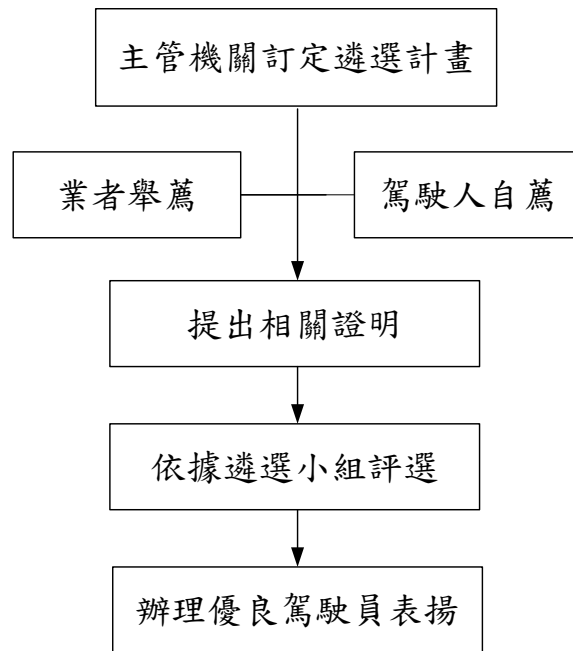 主管機關訂定遴選計畫
業者舉薦
駕駛人自薦
提出相關證明
依據遴選小組評選
辦理優良駕駛員表揚